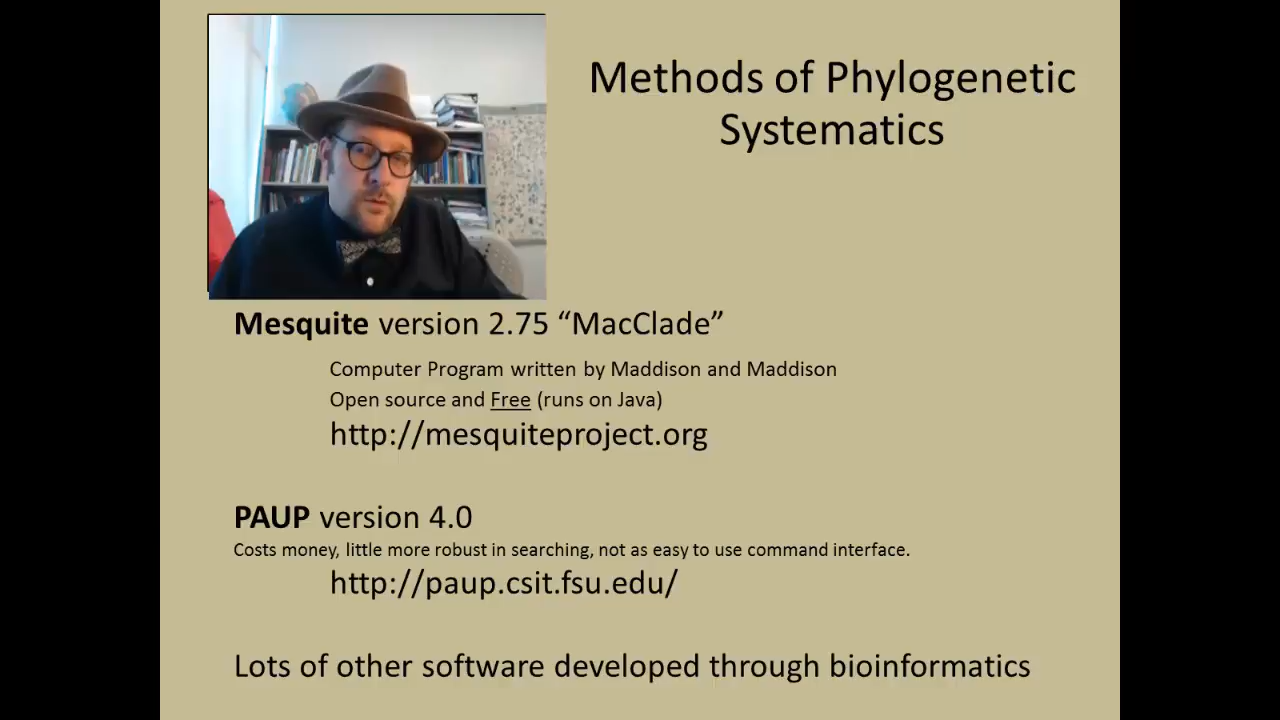 Methods of Phylogenetic
Systematics
Mesquite version 2.75 “MacClade”
Computer Program written by Maddison and Maddison
Open source and Free (runs on Java)
http://mesquiteproject.org
PAUP version 4.0
Costs money, little more robust in searching, not as easy to use command interface.
http://paup.csit.fsu.edu/
Lots of other software developed through bioinformatics